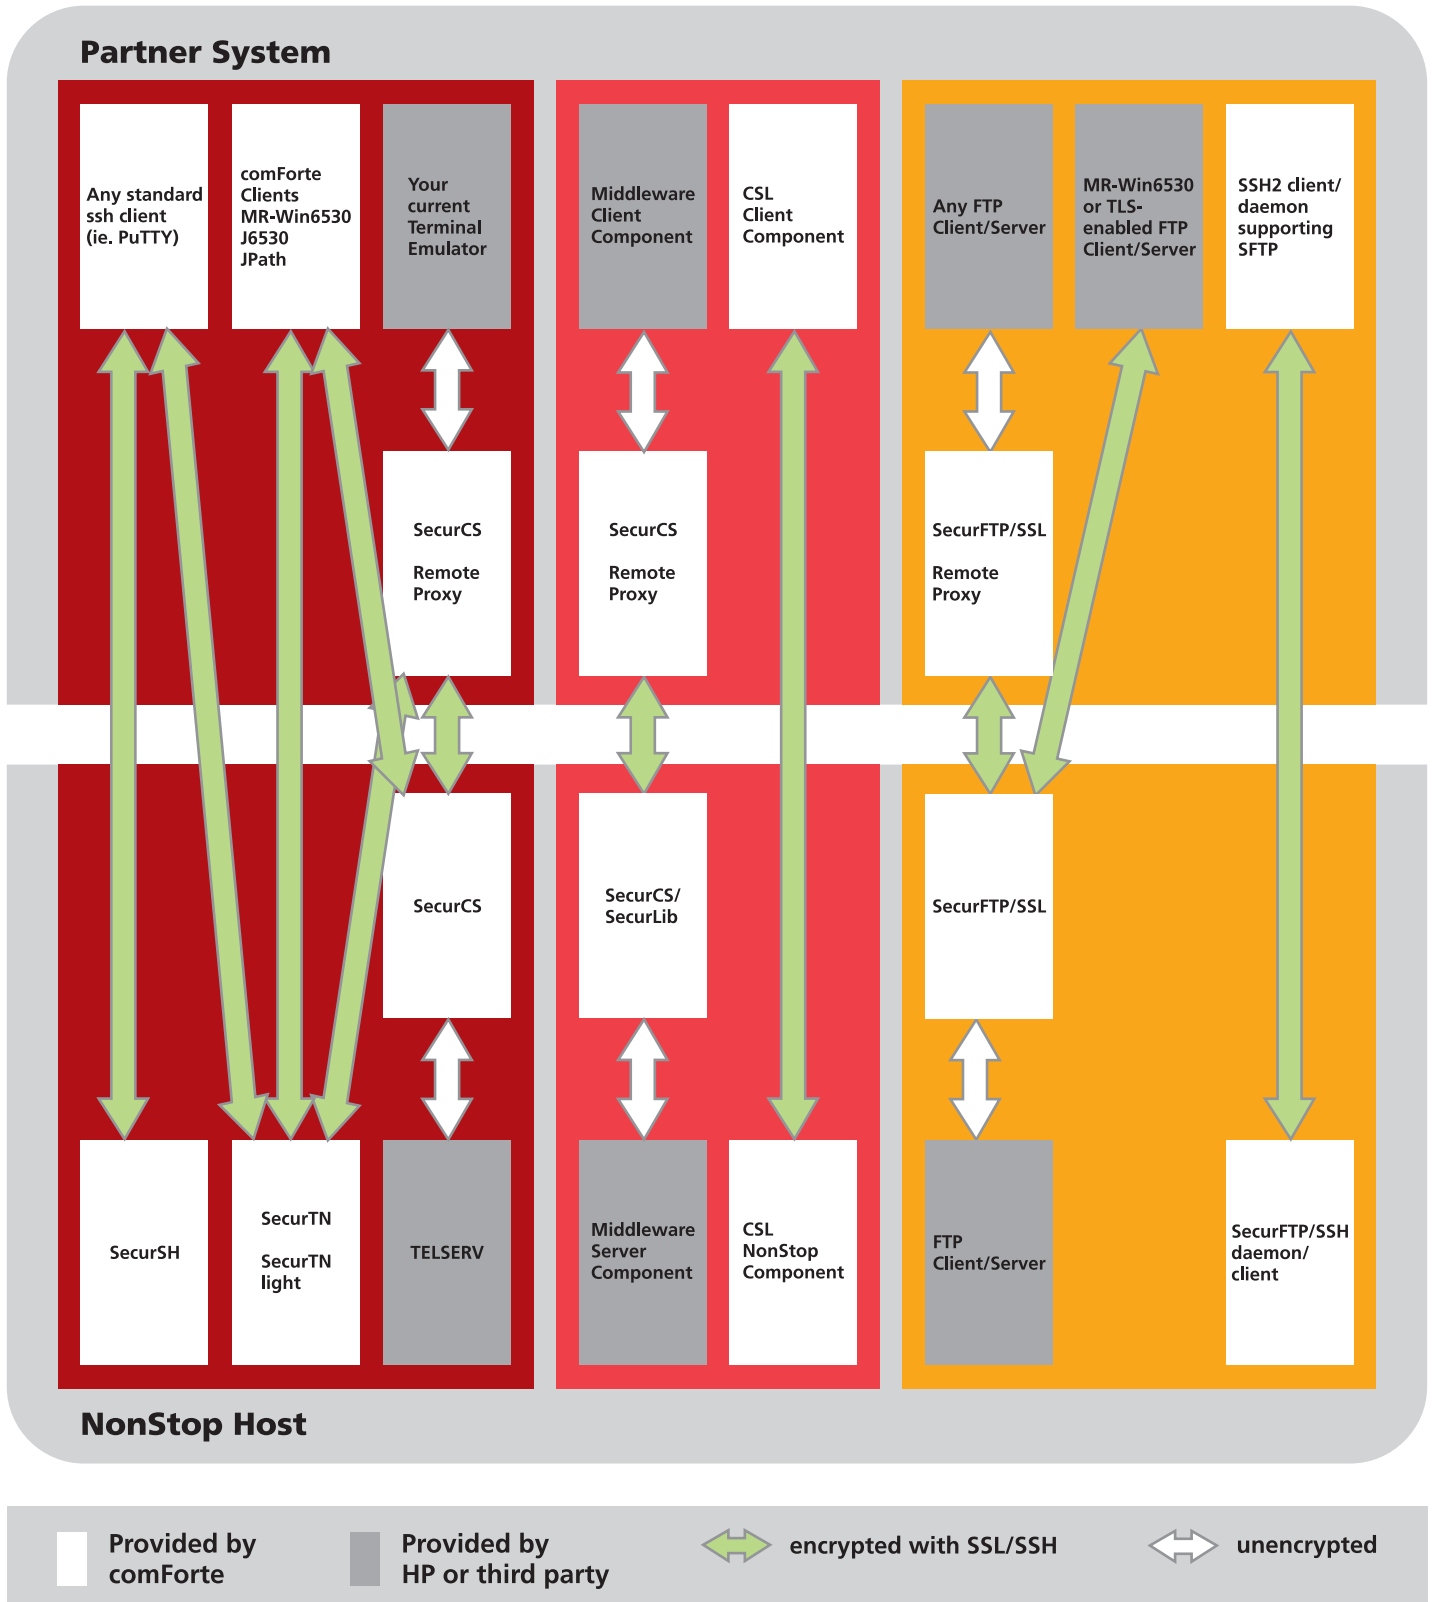 Partner System
Any standard
ssh client
(ie. PuTTY)
comForte
Clients
MR-Win6530
J6530
JPath
Your
current
Terminal
Emulator
Middleware
Client
Component
CSL
Client
Component
Any FTP
Client/Server
MR-Win6530
or TLS-
enabled FTP
Client/Server
SSH2 client/
daemon
supporting
SFTP
SecurCS
Remote
Proxy
SecurCS
Remote
Proxy
SecurFTP/SSL
Remote
Proxy
SecurCS
SecurCS/
SecurLib
SecurFTP/SSL
SecurSH
SecurTN
SecurTN
light
TELSERV
Middleware
Server
Component
CSL
NonStop
Component
FTP
Client/Server
SecurFTP/SSH
daemon/
client
NonStop Host
Provided by
comForte
Provided by
HP or third party
encrypted with SSL/SSH
unencrypted